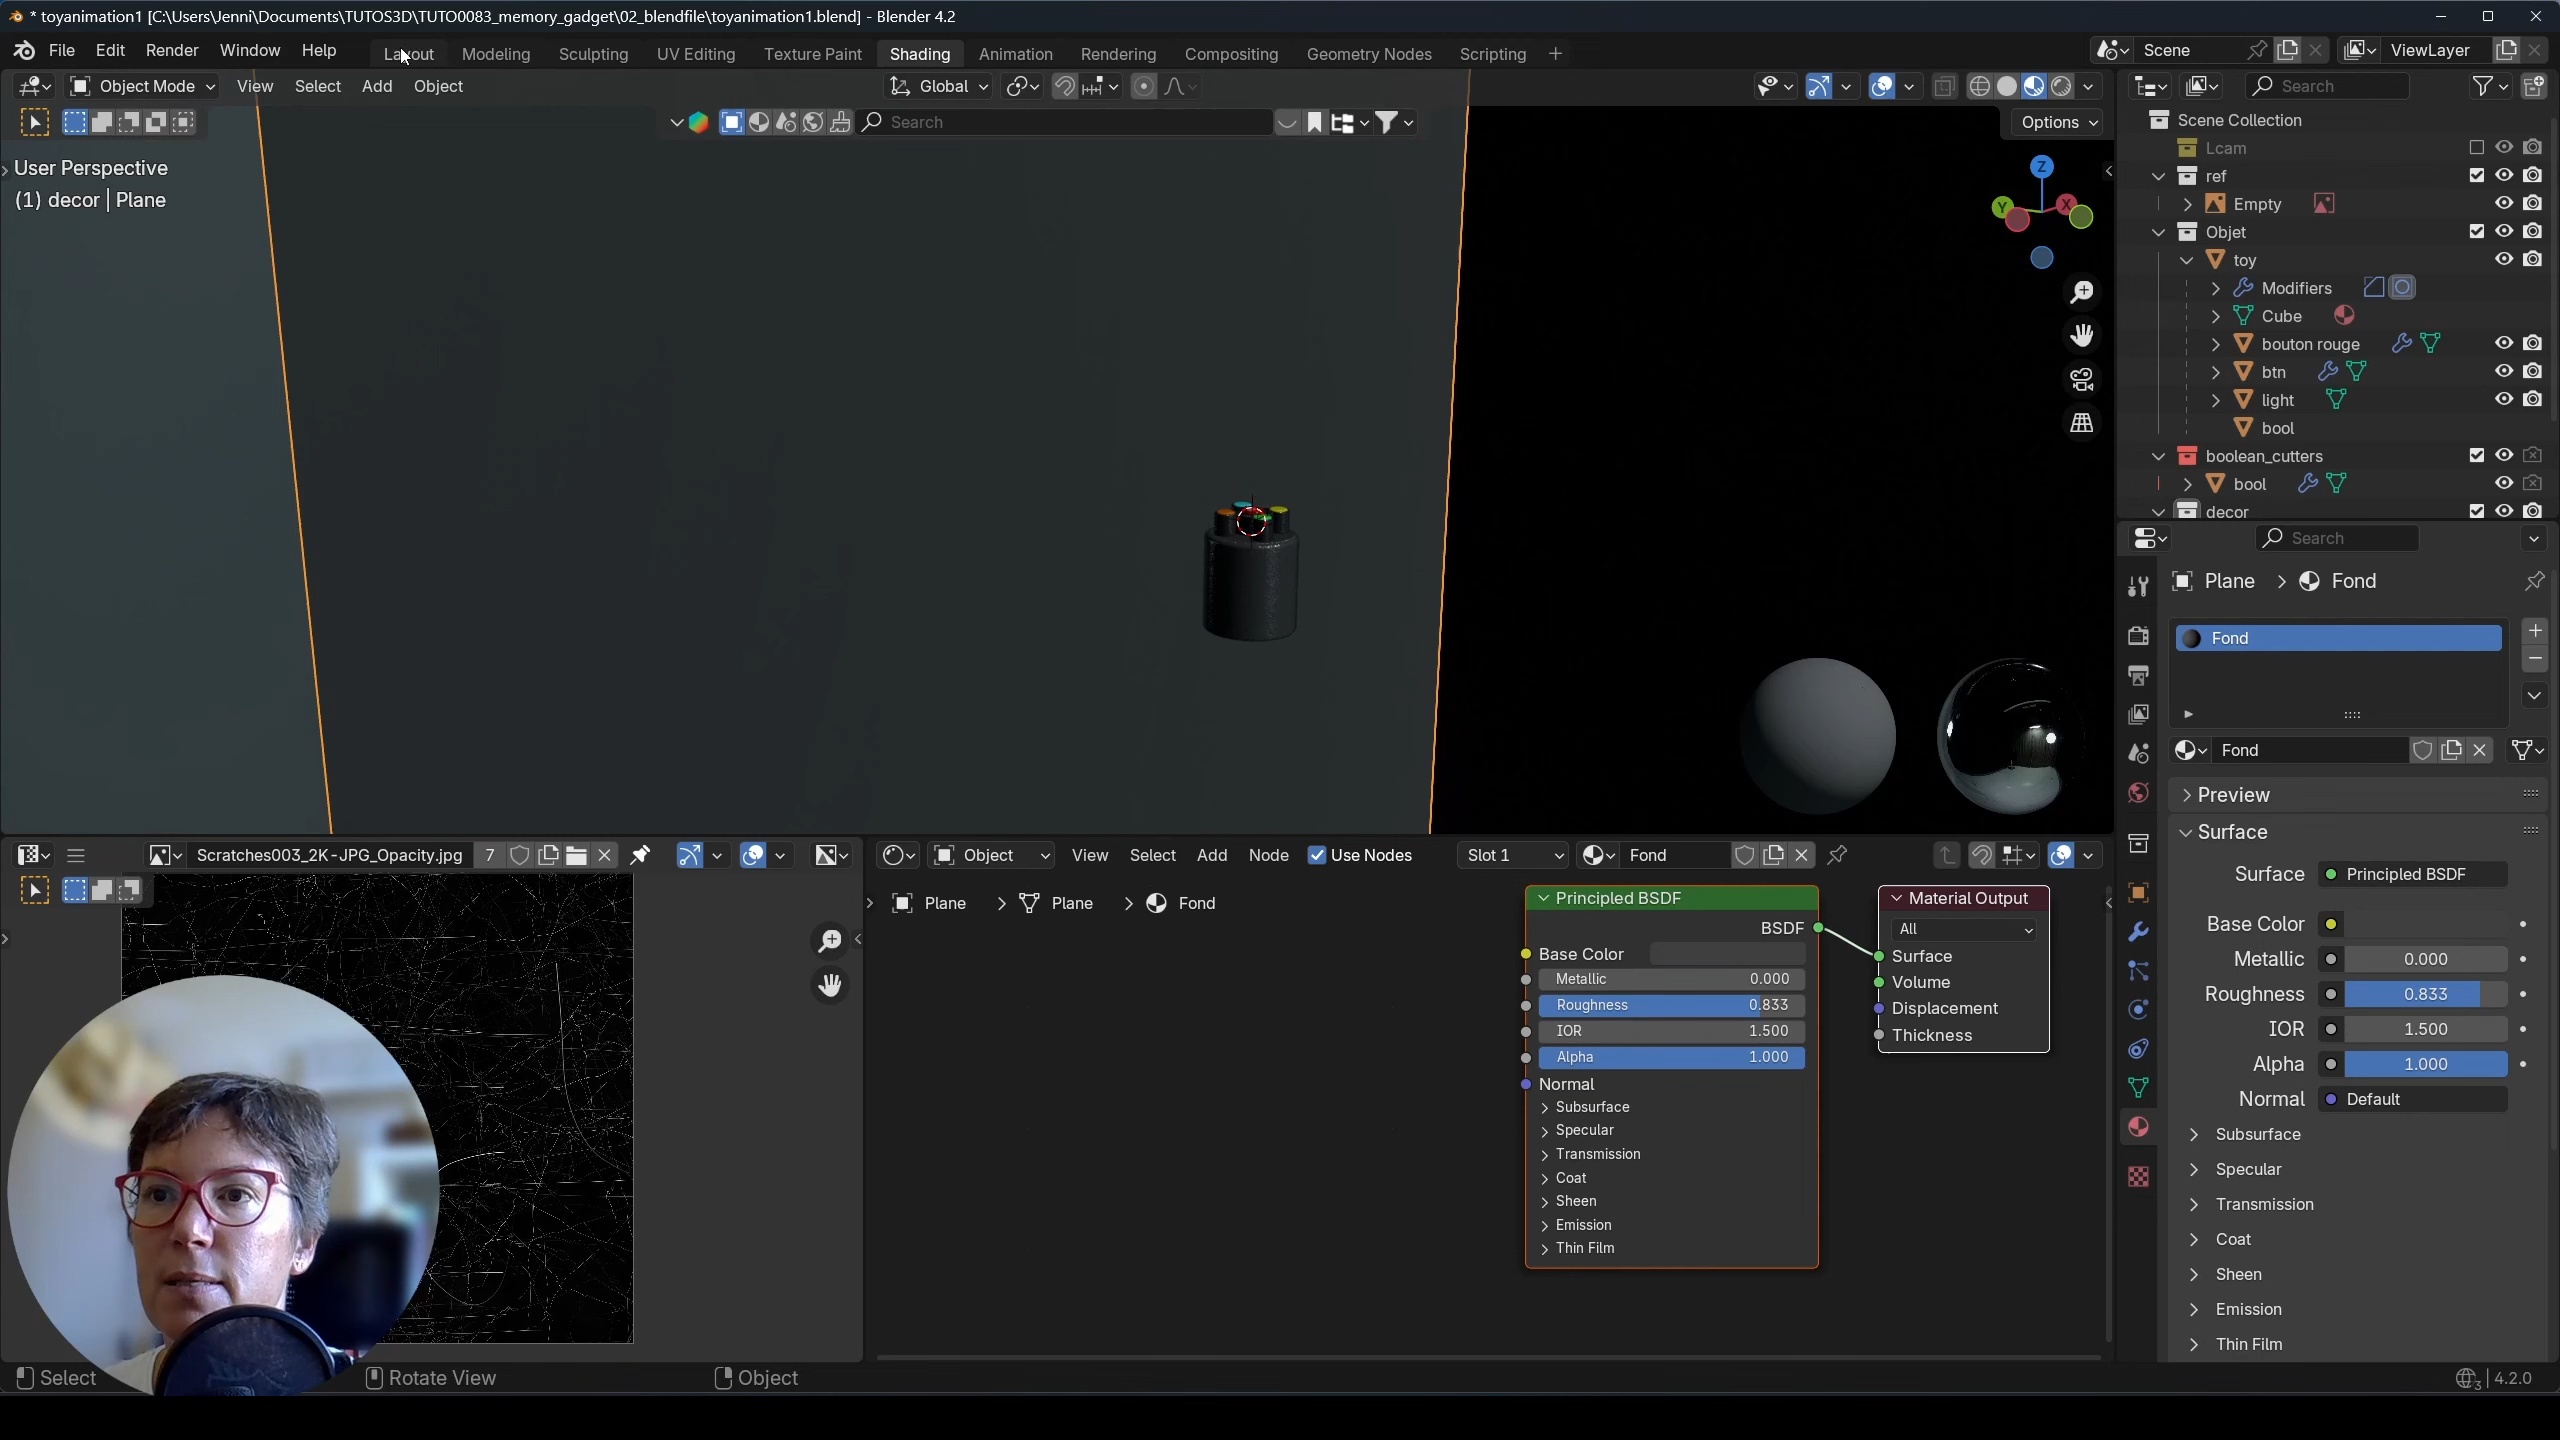 * toyanimation1 [C:\Users\Jenni\Documents\TUTOS3D\TUTO0083_memory_gadget\02_blendfile\toyanimation1.blend] - Blender 4.2
File Edit Render Window Help Layout Modeling Sculpting UV Editing Texture Paint Shading Animation Rendering Compositing Geometry Nodes Scripting + Scene ViewLayer
Object Mode View Select Add Object Global Search
Search Options
User Perspective
(1) decor | Plane
Z
Y X
Scene Collection
Lcam
ref
Empty
Objet
toy
Modifiers
Cube
bouton rouge
btn
light
bool
boolean_cutters
bool
decor
Search
Plane > Fond
Fond
Fond
Preview
Surface
Surface Principled BSDF
Base Color
Metallic 0.000
Roughness 0.833
IOR 1.500
Alpha 1.000
Normal Default
Subsurface
Specular
Transmission
Coat
Sheen
Emission
Thin Film
Scratches003_2K-JPG_Opacity.jpg 7
Object View Select Add Node Use Nodes Slot 1 Fond
Plane > Plane > Fond
Principled BSDF
BSDF
Base Color
Metallic 0.000
Roughness 0.833
IOR 1.500
Alpha 1.000
Normal
Subsurface
Specular
Transmission
Coat
Sheen
Emission
Thin Film
Material Output
All
Surface
Volume
Displacement
Thickness
Select Rotate View Object 3 4.2.0